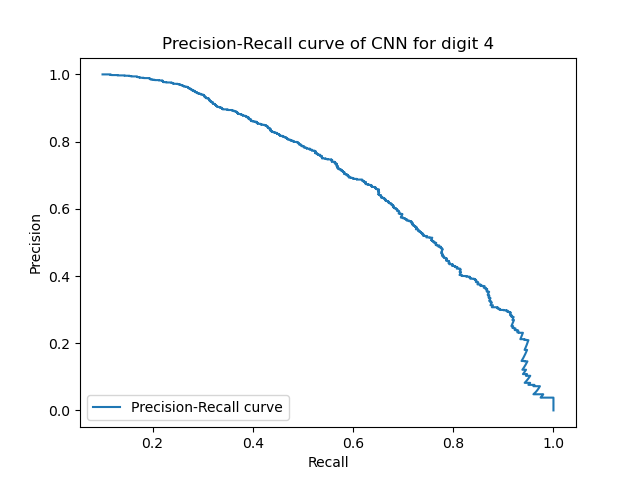 Precision-Recall curve of CNN for digit 4
1.0
0.8
0.6
0.4
0.2
0.0
Precision
Precision-Recall curve
0.2 0.4 0.6 0.8 1.0
Recall